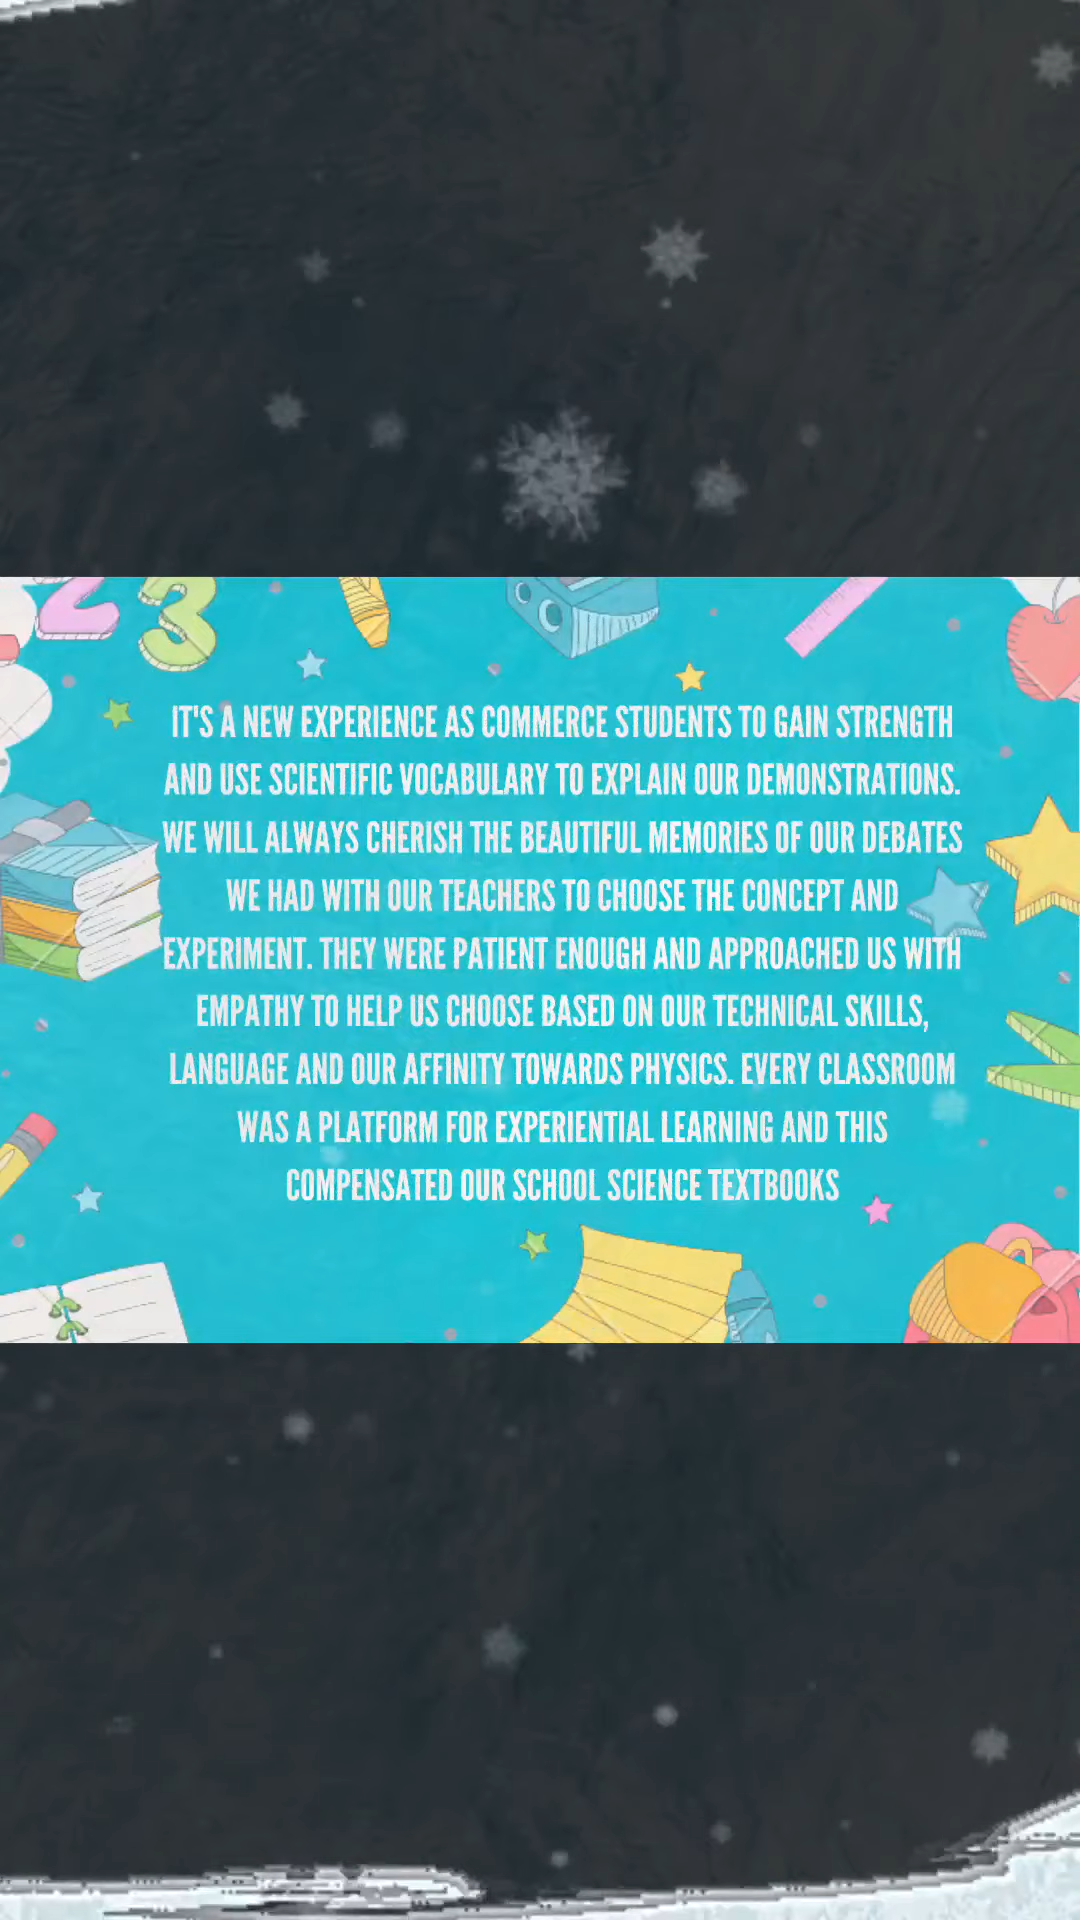 2 3
IT'S A NEW EXPERIENCE AS COMMERCE STUDENTS TO GAIN STRENGTH
AND USE SCIENTIFIC VOCABULARY TO EXPLAIN OUR DEMONSTRATIONS.
WE WILL ALWAYS CHERISH THE BEAUTIFUL MEMORIES OF OUR DEBATES
WE HAD WITH OUR TEACHERS TO CHOOSE THE CONCEPT AND
EXPERIMENT. THEY WERE PATIENT ENOUGH AND APPROACHED US WITH
EMPATHY TO HELP US CHOOSE BASED ON OUR TECHNICAL SKILLS,
LANGUAGE AND OUR AFFINITY TOWARDS PHYSICS. EVERY CLASSROOM
WAS A PLATFORM FOR EXPERIENTIAL LEARNING AND THIS
COMPENSATED OUR SCHOOL SCIENCE TEXTBOOKS